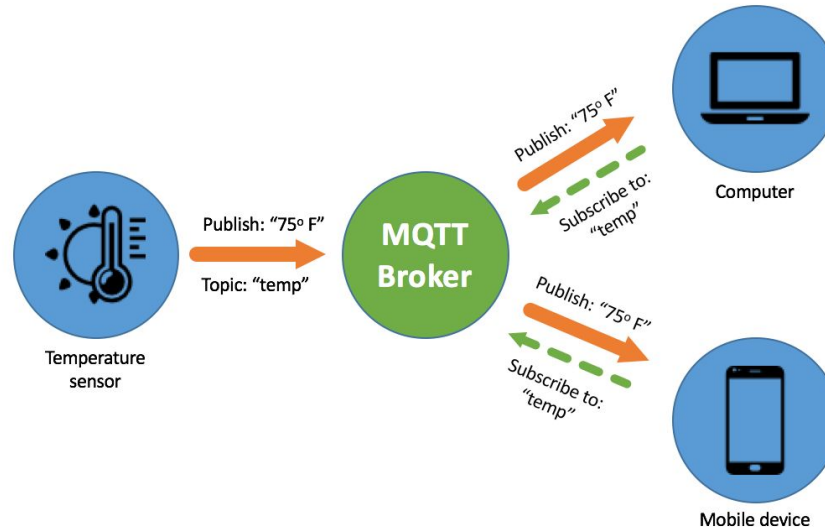 Publish: “75º F”
Topic: “temp”
Temperature
sensor
MQTT
Broker
Publish: “75º F”
Subscribe to:
“temp”
Computer
Publish: “75º F”
Subscribe to:
“temp”
Mobile device